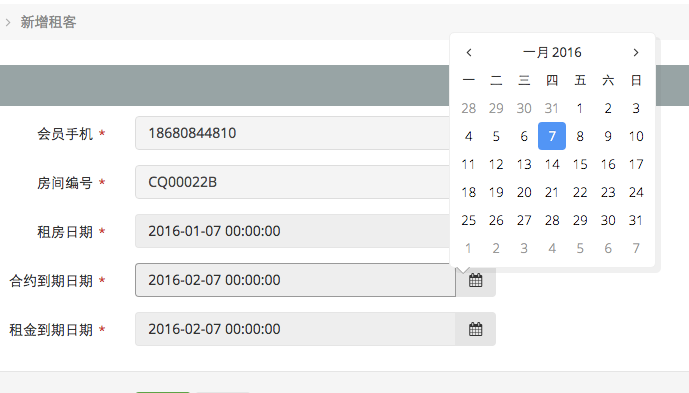 新增租客
一月 2016
一 二 三 四 五 六 日
28 29 30 31 1 2 3
4 5 6 7 8 9 10
11 12 13 14 15 16 17
18 19 20 21 22 23 24
25 26 27 28 29 30 31
1 2 3 4 5 6 7
会员手机 * 18680844810
房间编号 * CQ00022B
租房日期 * 2016-01-07 00:00:00
合约到期日期 * 2016-02-07 00:00:00
租金到期日期 * 2016-02-07 00:00:00